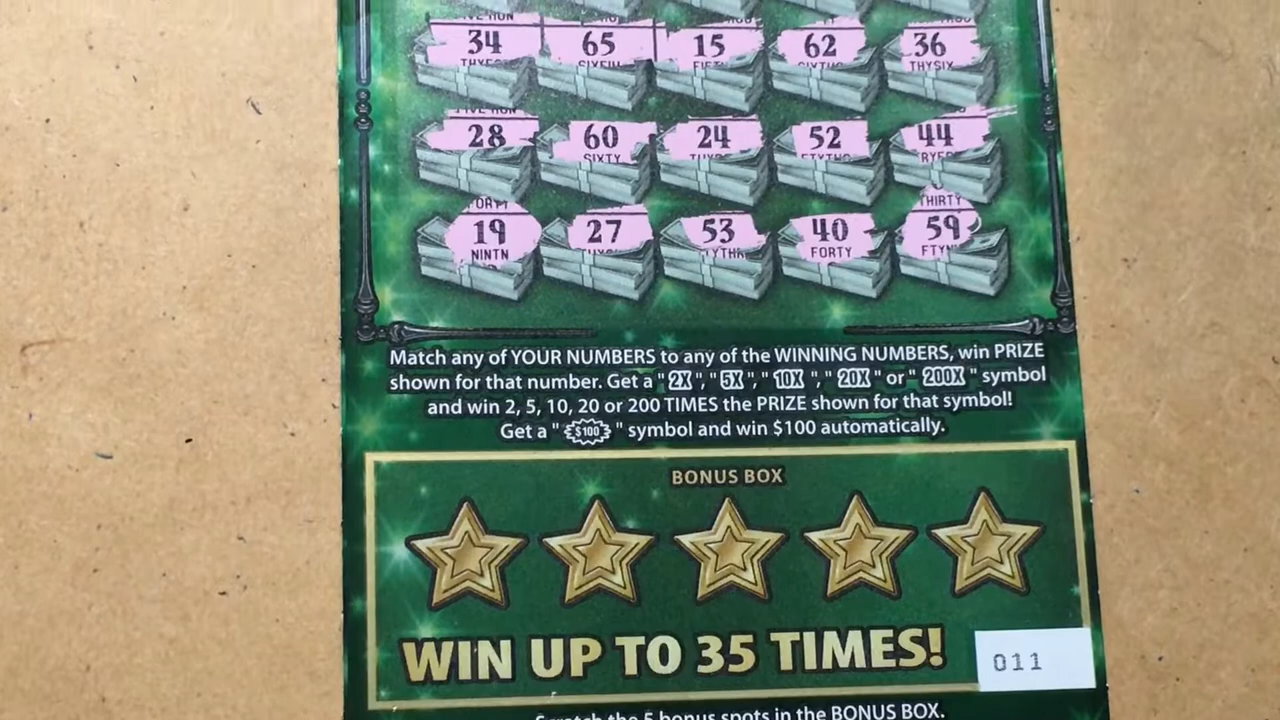 34 65 15 62 36
THYSIX
28 60 24 52 44
SIXTY
THIRTY
19 27 53 40 59
NINTN FORTY
Match any of YOUR NUMBERS to any of the WINNING NUMBERS, win PRIZE
shown for that number. Get a "2X", "5X", "10X", "20X" or "200X" symbol
and win 2, 5, 10, 20 or 200 TIMES the PRIZE shown for that symbol!
Get a "$100" symbol and win $100 automatically.
BONUS BOX
WIN UP TO 35 TIMES!
011
Scratch the 5 bonus spots in the BONUS BOX.